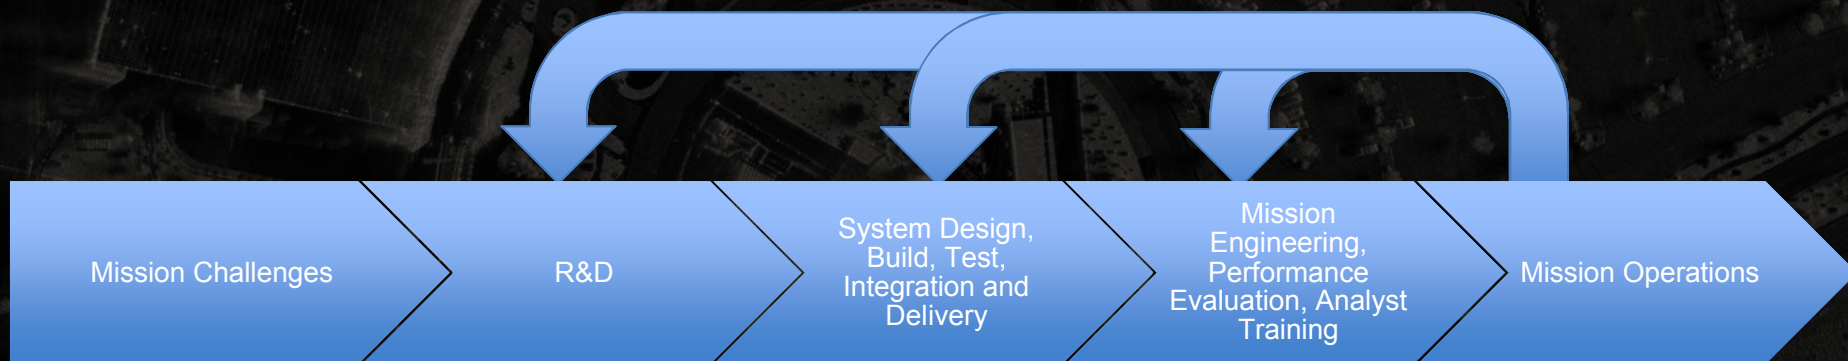 Mission Challenges
R&D
System Design,
Build, Test,
Integration and
Delivery
Mission
Engineering,
Performance
Evaluation, Analyst
Training
Mission Operations